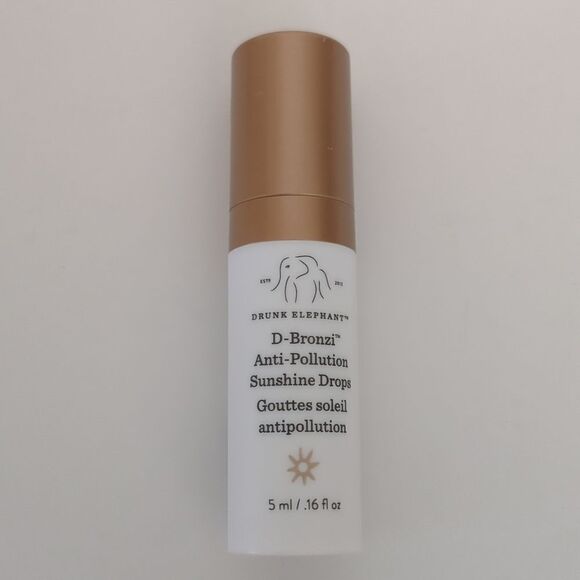 ESTD 2012
DRUNK ELEPHANT™
D-Bronzi™
Anti-Pollution
Sunshine Drops
Gouttes soleil
antipollution
5 ml / .16 fl oz